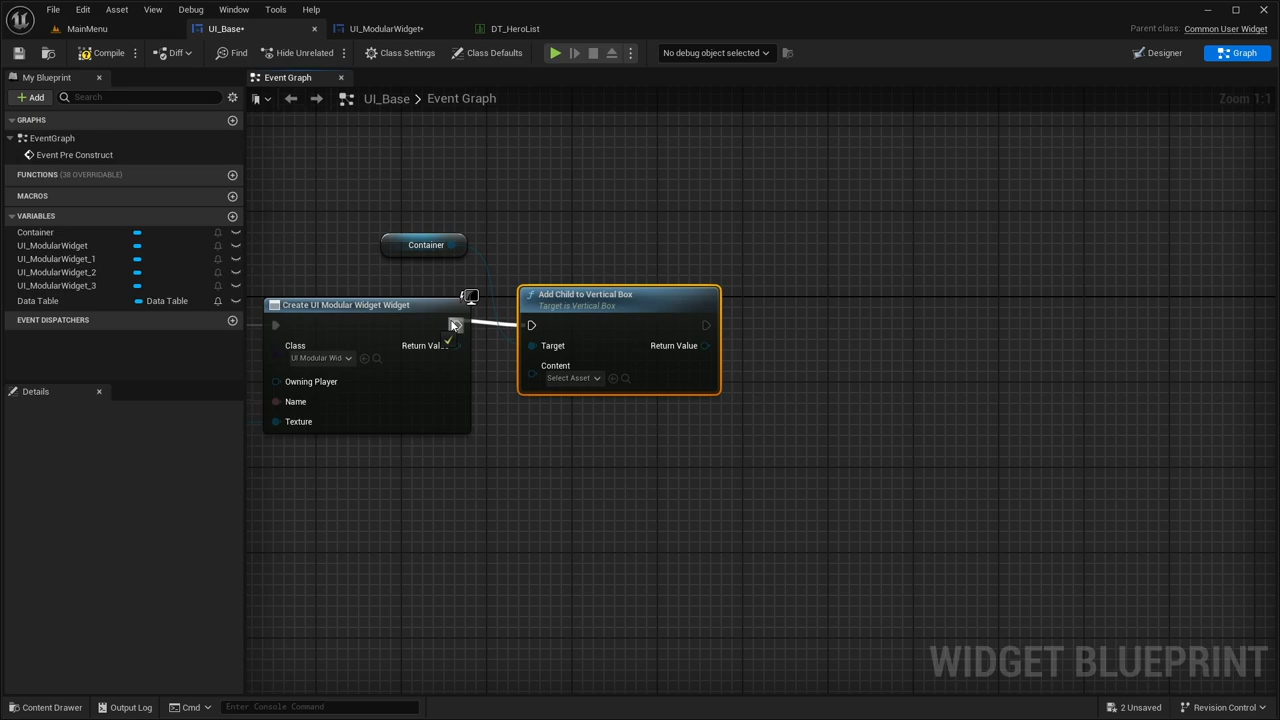 File Edit Asset View Debug Window Tools Help
MainMenu UI_Base* UI_ModularWidget* DT_HeroList Parent class: Common User Widget
Compile Diff Find Hide Unrelated Class Settings Class Defaults No debug object selected Designer Graph
My Blueprint Event Graph
Add Search UI_Base > Event Graph Zoom 1:1
GRAPHS
EventGraph
Event Pre Construct
FUNCTIONS (38 OVERRIDABLE)
MACROS
VARIABLES
Container
UI_ModularWidget
UI_ModularWidget_1
UI_ModularWidget_2
UI_ModularWidget_3
Data Table Data Table
EVENT DISPATCHERS
Details
Container
Create UI Modular Widget Widget
Class
UI Modular Wid
Owning Player
Name
Texture
Add Child to Vertical Box
Target is Vertical Box
Target Return Value
Content
Select Asset
WIDGET BLUEPRINT
Content Drawer Output Log Cmd Enter Console Command 2 Unsaved Revision Control